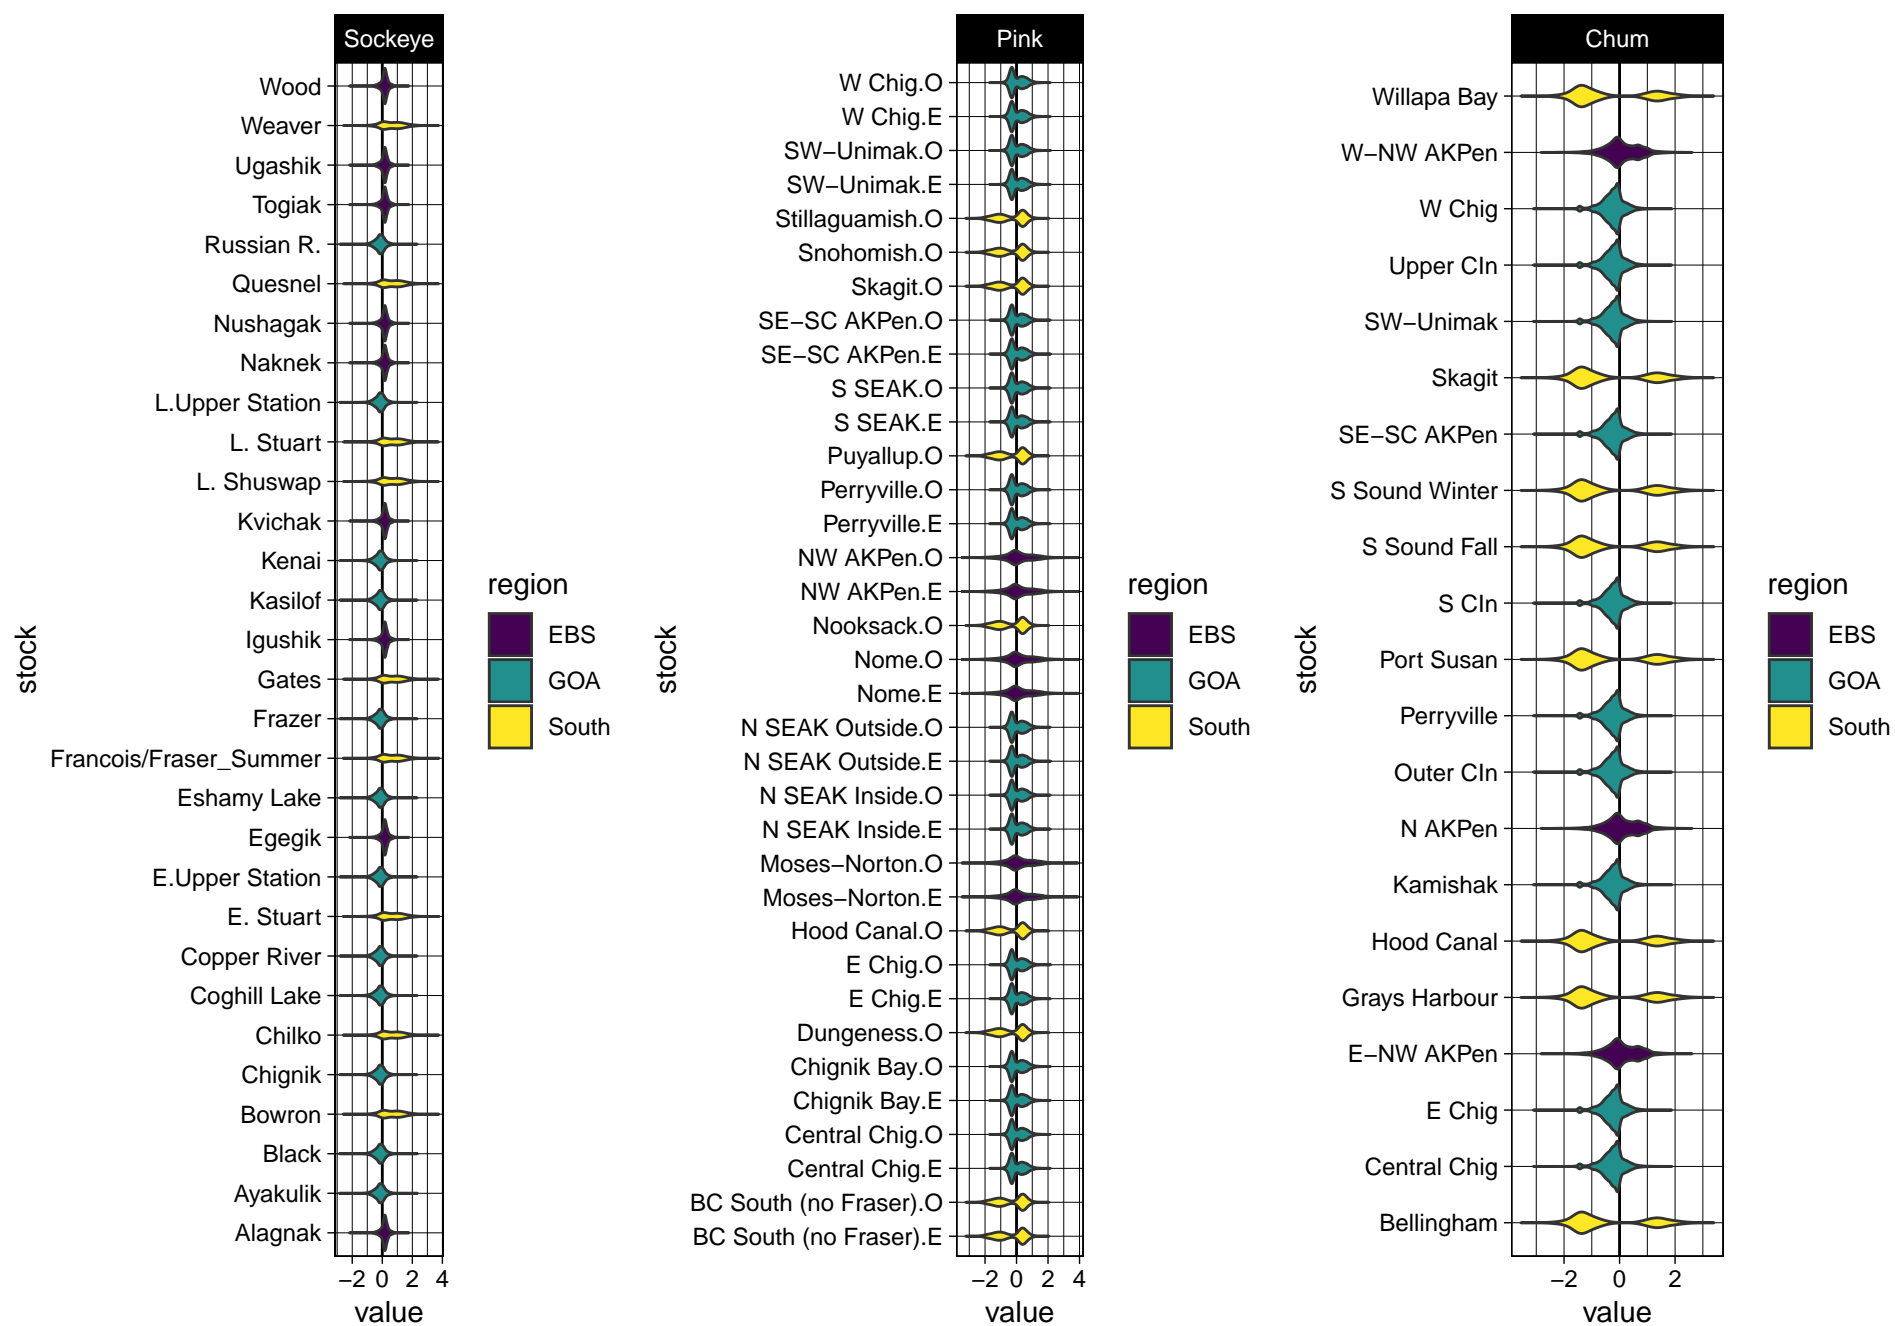 Sockeye
Wood
Weaver
Ugashik
Togiak
Russian R.
Quesnel
Nushagak
Naknek
L.Upper Station
L. Stuart
L. Shuswap
Kvichak
Kenai
Kasilof
Igushik
Gates
Frazer
Francois/Fraser_Summer
Eshamy Lake
Egegik
E.Upper Station
E. Stuart
Copper River
Coghill Lake
Chilko
Chignik
Bowron
Black
Ayakulik
Alagnak
−2 0 2 4
value
stock
region
EBS
GOA
South
Pink
W Chig.O
W Chig.E
SW−Unimak.O
SW−Unimak.E
Stillaguamish.O
Snohomish.O
Skagit.O
SE−SC AKPen.O
SE−SC AKPen.E
S SEAK.O
S SEAK.E
Puyallup.O
Perryville.O
Perryville.E
NW AKPen.O
NW AKPen.E
Nooksack.O
Nome.O
Nome.E
N SEAK Outside.O
N SEAK Outside.E
N SEAK Inside.O
N SEAK Inside.E
Moses−Norton.O
Moses−Norton.E
Hood Canal.O
E Chig.O
E Chig.E
Dungeness.O
Chignik Bay.O
Chignik Bay.E
Central Chig.O
Central Chig.E
BC South (no Fraser).O
BC South (no Fraser).E
−2 0 2 4
value
stock
region
EBS
GOA
South
Chum
Willapa Bay
W−NW AKPen
W Chig
Upper CIn
SW−Unimak
Skagit
SE−SC AKPen
S Sound Winter
S Sound Fall
S CIn
Port Susan
Perryville
Outer CIn
N AKPen
Kamishak
Hood Canal
Grays Harbour
E−NW AKPen
E Chig
Central Chig
Bellingham
−2 0 2
value
stock
region
EBS
GOA
South